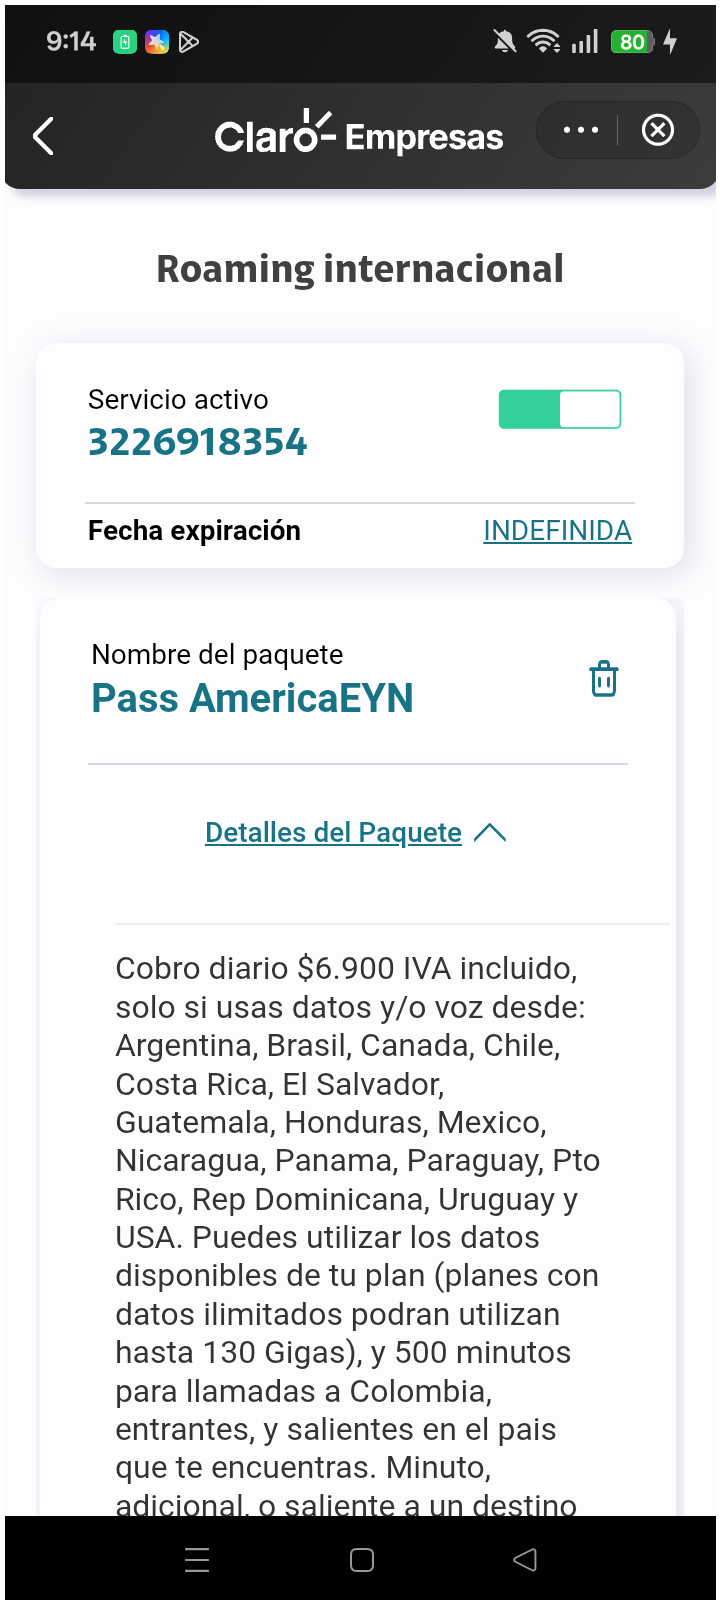 9:14
80
Claro Empresas
Roaming internacional
Servicio activo
3226918354
Fecha expiración INDEFINIDA
Nombre del paquete
Pass AmericaEYN
Detalles del Paquete
Cobro diario $6.900 IVA incluido,
solo si usas datos y/o voz desde:
Argentina, Brasil, Canada, Chile,
Costa Rica, El Salvador,
Guatemala, Honduras, Mexico,
Nicaragua, Panama, Paraguay, Pto
Rico, Rep Dominicana, Uruguay y
USA. Puedes utilizar los datos
disponibles de tu plan (planes con
datos ilimitados podran utilizan
hasta 130 Gigas), y 500 minutos
para llamadas a Colombia,
entrantes, y salientes en el pais
que te encuentras. Minuto,
adicional, o saliente a un destino